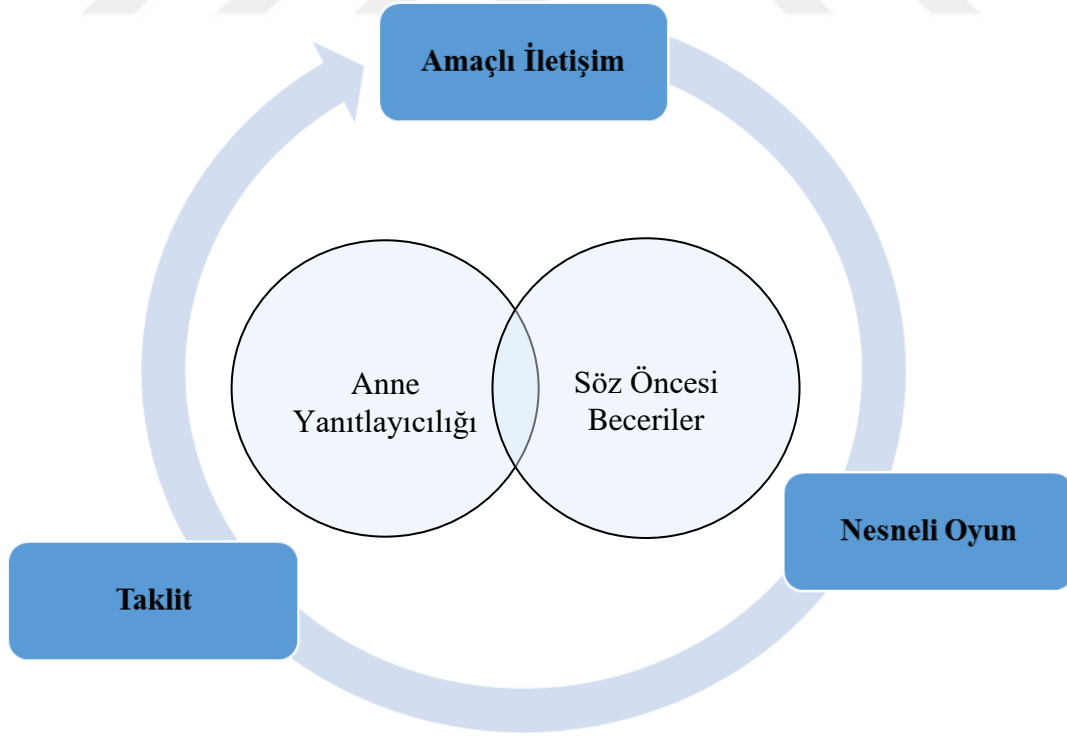 Amaçlı İletişim
Anne
Yanıtlayıcılığı
Söz Öncesi
Beceriler
Nesneli Oyun
Taklit